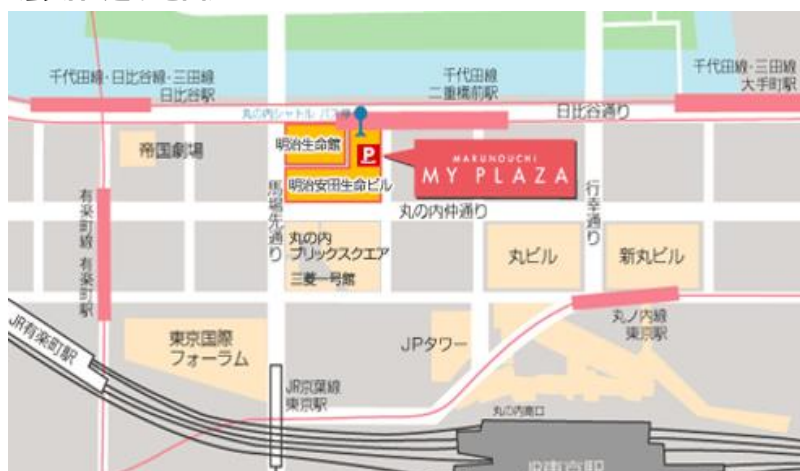 千代田線・日比谷線・三田線
日比谷駅
千代田線
二重橋前駅
千代田線・三田線
大手町駅
丸の内シャトル バス停
日比谷通り
帝国劇場
明治生命館
P
MARUNOUCHI
MY PLAZA
明治安田生命ビル
馬場先通り
丸の内仲通り
行幸通り
有楽町線 有楽町駅
丸の内
ブリックスクエア
三菱一号館
丸ビル
新丸ビル
JR有楽町駅
東京国際
フォーラム
JPタワー
丸ノ内線
東京駅
JR京葉線
東京駅
丸の内南口